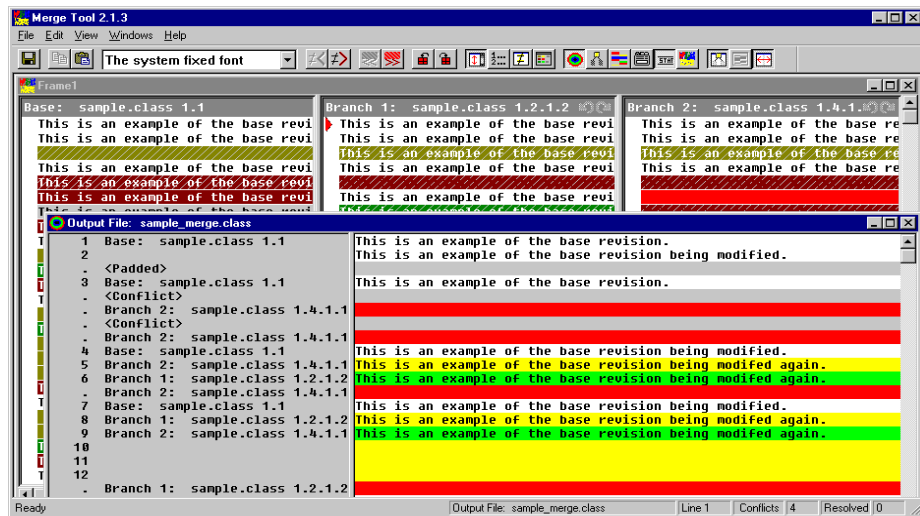 Merge Tool 2.1.3
File Edit View Windows Help
The system fixed font
Frame1
Base: sample.class 1.1
Branch 1: sample.class 1.2.1.2
Branch 2: sample.class 1.4.1.
This is an example of the base revi
This is an example of the base revi
This is an example of the base re
This is an example of the base revi
This is an example of the base revi
This is an example of the base re
This is an example of the base revi
This is an example of the base re
This is an example of the base revi
This is an example of the base revi
This is an example of the base re
This is an example of the base revi
This is an example of the base revi
This is an example of the base revi
Output File: sample_merge.class
1 Base: sample.class 1.1 This is an example of the base revision.
2 This is an example of the base revision being modified.
. <Padded>
3 Base: sample.class 1.1 This is an example of the base revision.
. <Conflict>
. Branch 2: sample.class 1.4.1.1
. <Conflict>
. Branch 2: sample.class 1.4.1.1
4 Base: sample.class 1.1 This is an example of the base revision being modified.
5 Branch 2: sample.class 1.4.1.1 This is an example of the base revision being modifed again.
6 Branch 1: sample.class 1.2.1.2 This is an example of the base revision being modifed again.
. Branch 2: sample.class 1.4.1.1
7 Base: sample.class 1.1 This is an example of the base revision being modified.
8 Branch 1: sample.class 1.2.1.2 This is an example of the base revision being modifed again.
9 Branch 2: sample.class 1.4.1.1 This is an example of the base revision being modifed again.
10
11
12
. Branch 1: sample.class 1.2.1.2
Ready
Output File: sample_merge.class
Line 1
Conflicts 4
Resolved 0